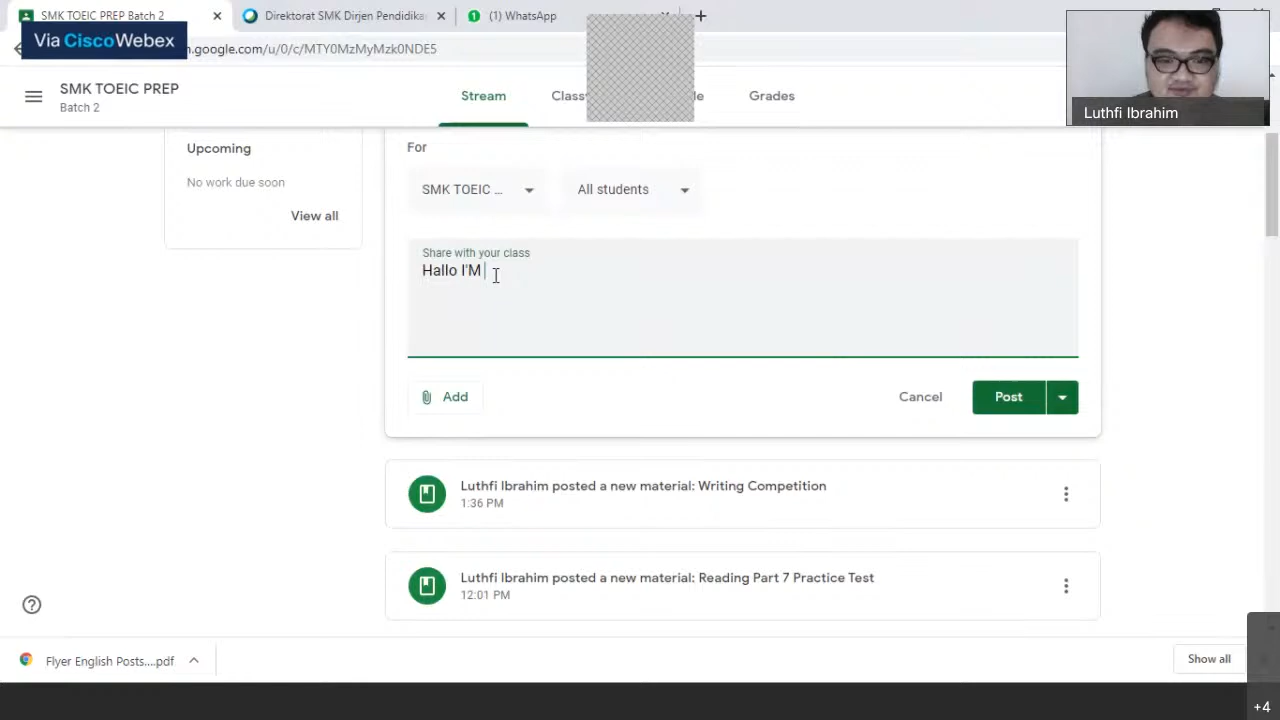 SMK TOEIC PREP Batch 2
Direktorat SMK Dirjen Pendidika
(1) WhatsApp
Via CiscoWebex
n.google.com/u/0/c/MTY0MzMyMzk0NDE5
SMK TOEIC PREP
Batch 2
Stream
Grades
Luthfi Ibrahim
For
Upcoming
No work due soon
View all
SMK TOEIC ...
All students
Share with your class
Hallo I'M
Add
Cancel
Post
Luthfi Ibrahim posted a new material: Writing Competition
1:36 PM
Luthfi Ibrahim posted a new material: Reading Part 7 Practice Test
12:01 PM
Flyer English Posts....pdf
Show all
+4